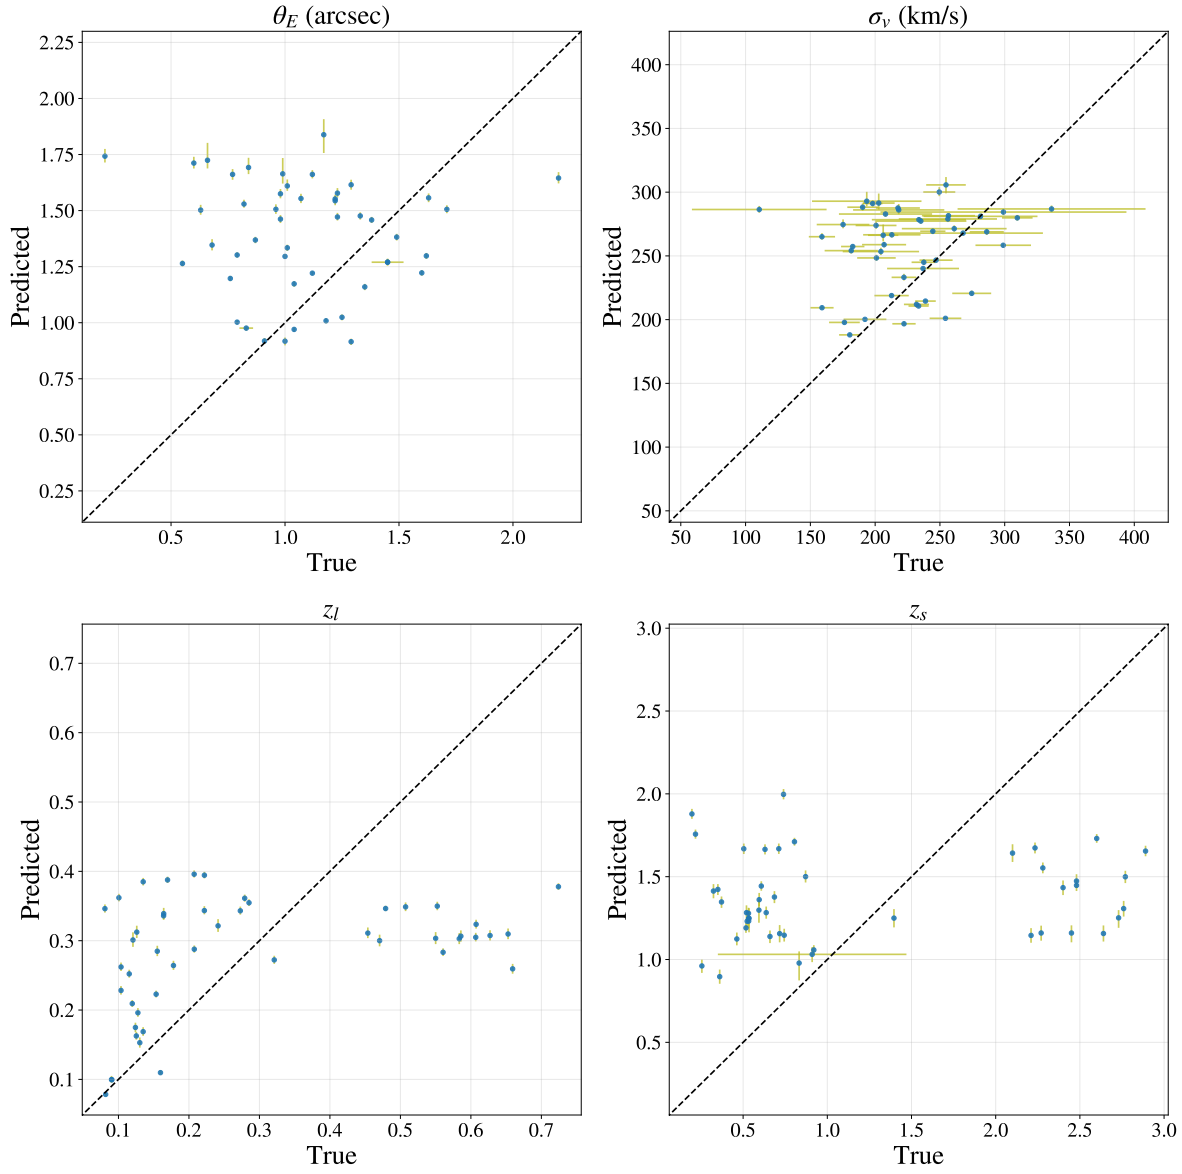 θ_E (arcsec)
Predicted
2.25
2.00
1.75
1.50
1.25
1.00
0.75
0.50
0.25
0.5 1.0 1.5 2.0
True
σ_v (km/s)
Predicted
400
350
300
250
200
150
100
50
50 100 150 200 250 300 350 400
True
z_l
Predicted
0.7
0.6
0.5
0.4
0.3
0.2
0.1
0.1 0.2 0.3 0.4 0.5 0.6 0.7
True
z_s
Predicted
3.0
2.5
2.0
1.5
1.0
0.5
0.5 1.0 1.5 2.0 2.5 3.0
True